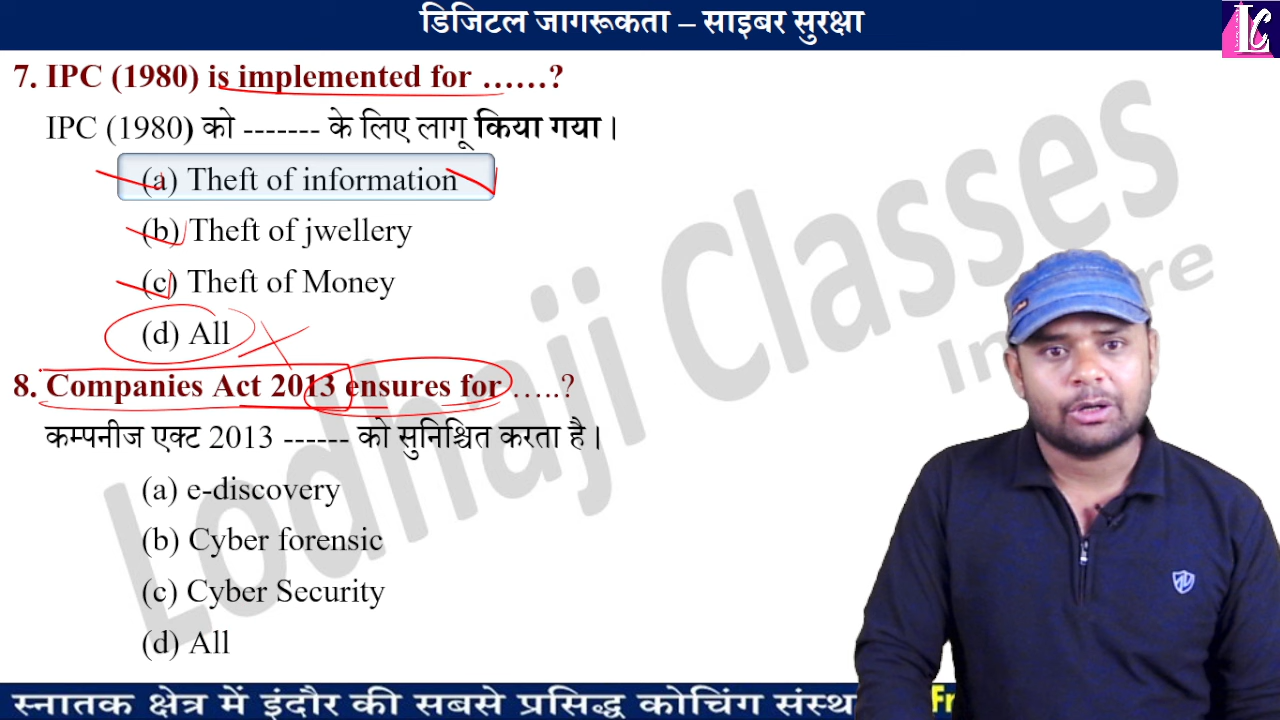 डिजिटल जागरूकता – साइबर सुरक्षा
LC
7. IPC (1980) is implemented for ……?
IPC (1980) को ------- के लिए लागू किया गया।
(a) Theft of information
(b) Theft of jwellery
(c) Theft of Money
(d) All
8. Companies Act 2013 ensures for …..?
कम्पनीज एक्ट 2013 ------ को सुनिश्चित करता है।
(a) e-discovery
(b) Cyber forensic
(c) Cyber Security
(d) All
Lodhaji Classes
स्नातक क्षेत्र में इंदौर की सबसे प्रसिद्ध कोचिंग